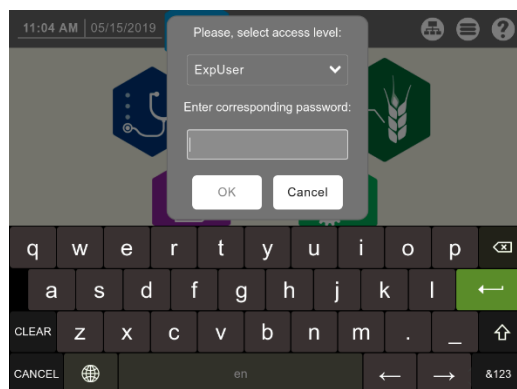 11:04 AM 05/15/2019
Please, select access level:
ExpUser
Enter corresponding password:
OK Cancel
q w e r t y u i o p
a s d f g h j k l
CLEAR z x c v b n m . _
CANCEL en ← → &123